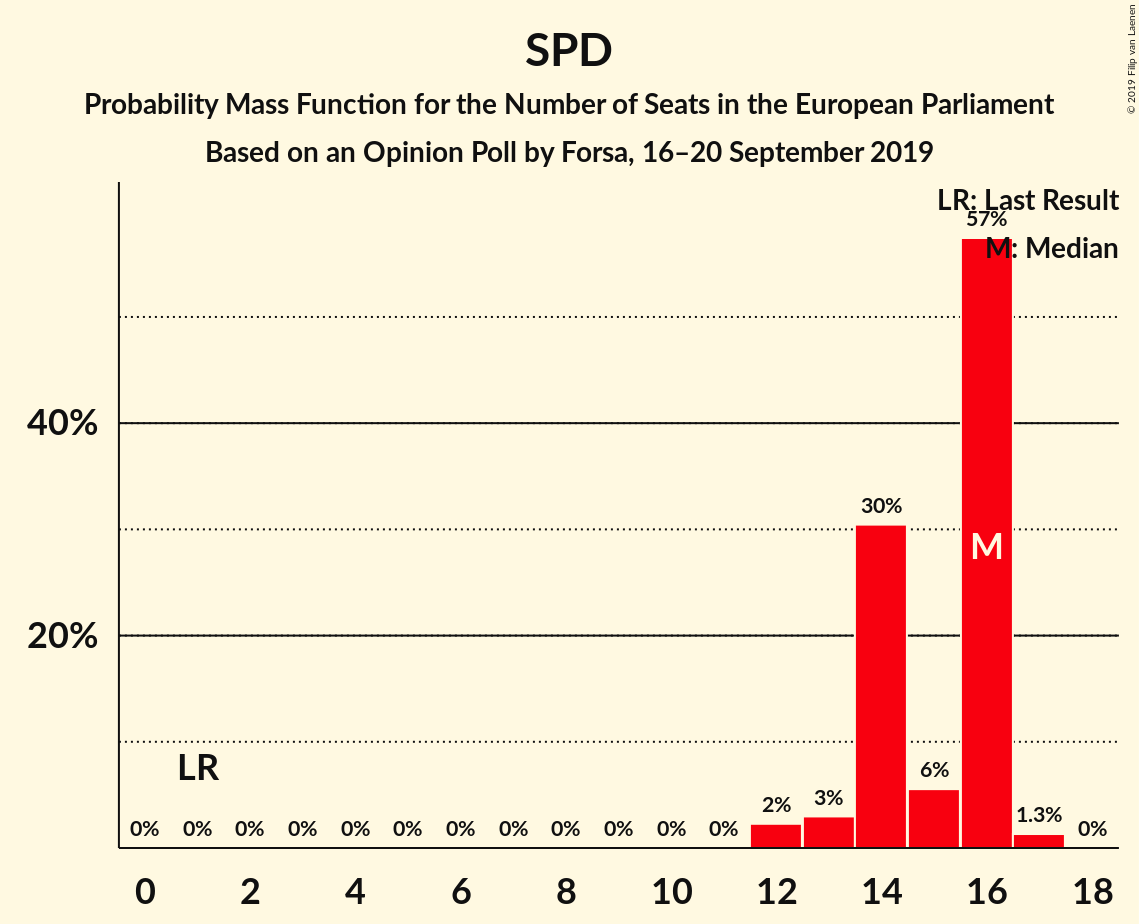 SPD
Probability Mass Function for the Number of Seats in the European Parliament
Based on an Opinion Poll by Forsa, 16–20 September 2019
© 2019 Filip van Laenen
LR: Last Result
57%
M: Median
40%
30%
M
20%
LR
6%
0% 0% 0% 0% 0% 0% 0% 0% 0% 0% 0% 0% 2% 3% 1.3% 0%
0 2 4 6 8 10 12 14 16 18